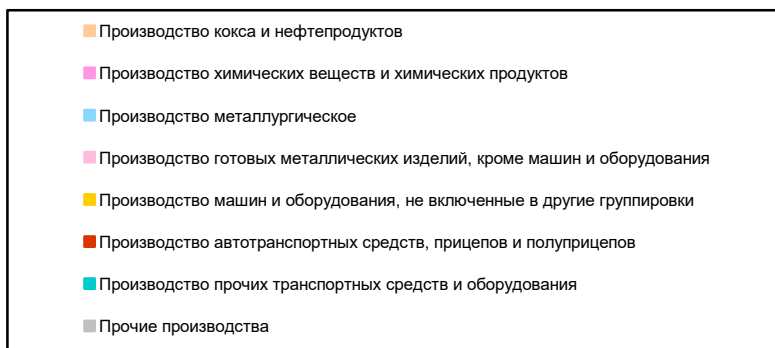 Производство кокса и нефтепродуктов
Производство химических веществ и химических продуктов
Производство металлургическое
Производство готовых металлических изделий, кроме машин и оборудования
Производство машин и оборудования, не включенные в другие группировки
Производство автотранспортных средств, прицепов и полуприцепов
Производство прочих транспортных средств и оборудования
Прочие производства